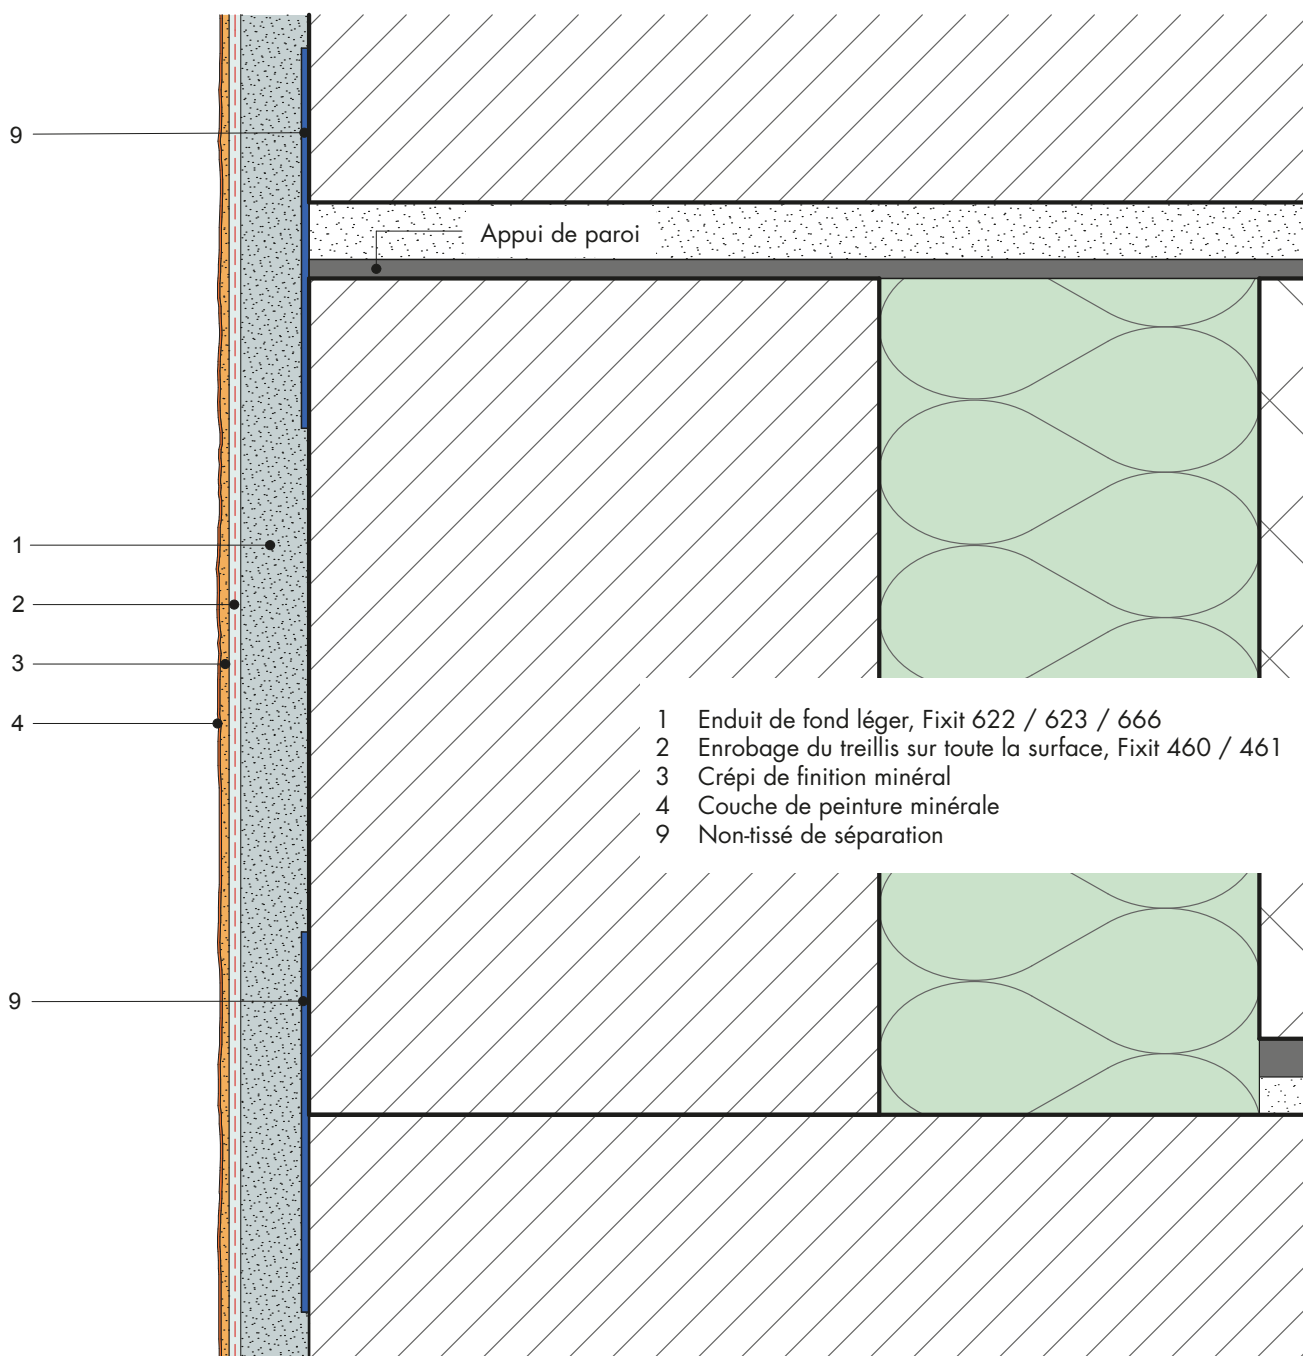 9
Appui de paroi
1
2
3
4
1 Enduit de fond léger, Fixit 622 / 623 / 666
2 Enrobage du treillis sur toute la surface, Fixit 460 / 461
3 Crépi de finition minéral
4 Couche de peinture minérale
9 Non-tissé de séparation
9